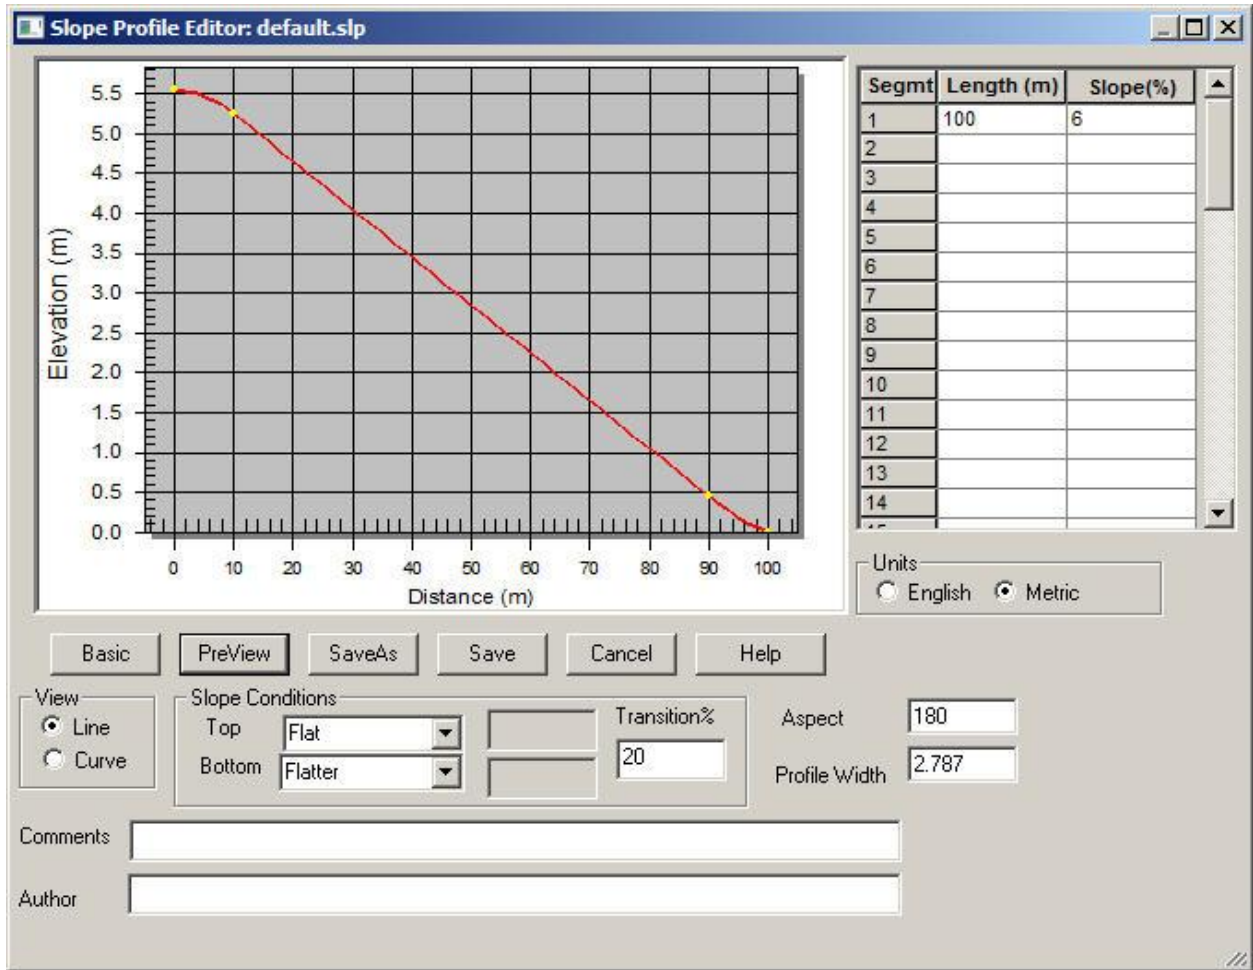 Slope Profile Editor: default.slp
Segmt Length (m) Slope(%)
1 100 6
2
3
4
5
6
7
8
9
10
11
12
13
14
Elevation (m)
5.5
5.0
4.5
4.0
3.5
3.0
2.5
2.0
1.5
1.0
0.5
0.0
0 10 20 30 40 50 60 70 80 90 100
Distance (m)
Units
English Metric
Basic PreView SaveAs Save Cancel Help
View
Line
Curve
Slope Conditions
Top Flat
Bottom Flatter
Transition%
20
Aspect 180
Profile Width 2.787
Comments
Author